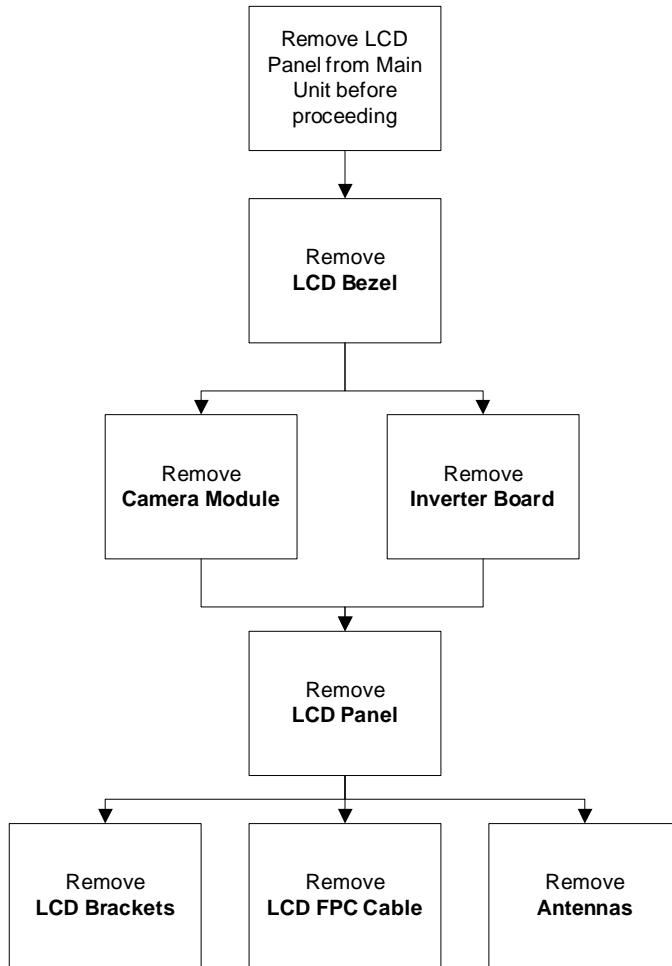 Remove LCD
Panel from Main
Unit before
proceeding
Remove
LCD Bezel
Remove
Camera Module
Remove
Inverter Board
Remove
LCD Panel
Remove
LCD Brackets
Remove
LCD FPC Cable
Remove
Antennas